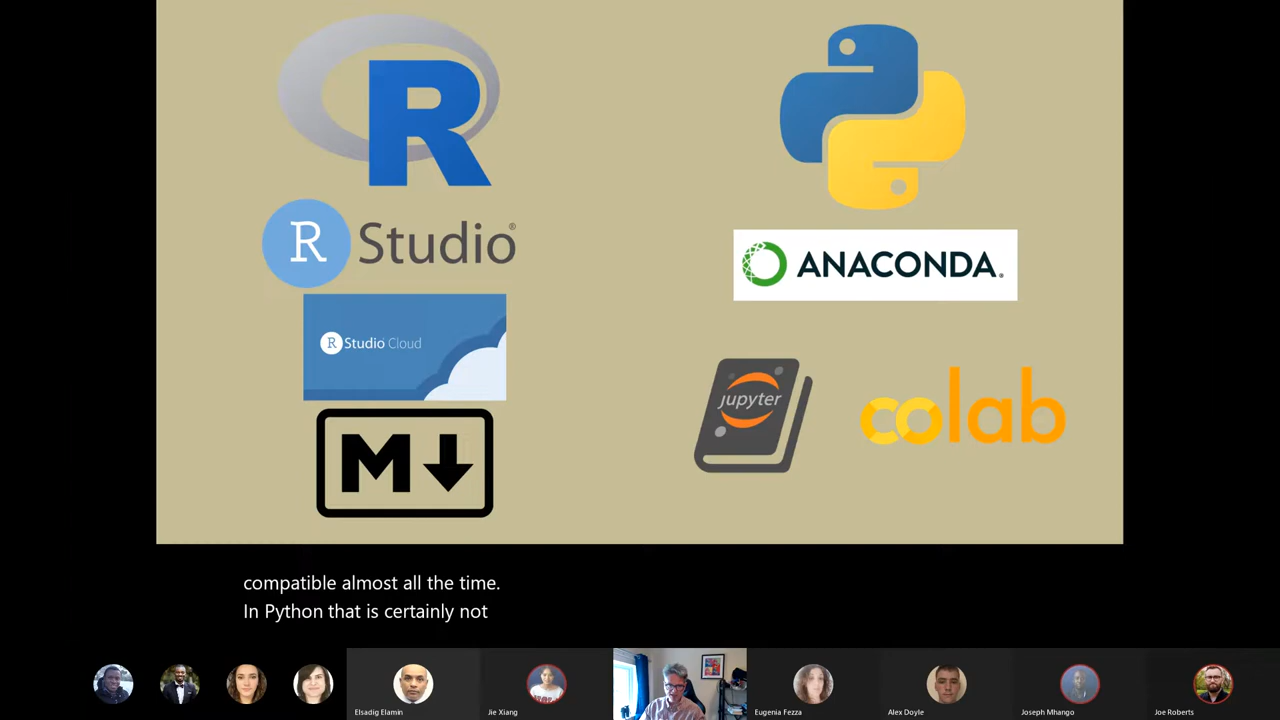 R
R Studio®
R Studio Cloud
M
ANACONDA.
jupyter
colab
compatible almost all the time.
In Python that is certainly not
Elsadig Elamin
Jie Xiang
Eugenia Fezza
Alex Doyle
Joseph Mhango
Joe Roberts